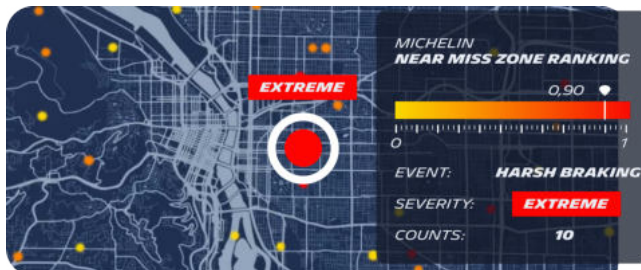 EXTREME
MICHELIN
NEAR MISS ZONE RANKING
0,90
0 1
EVENT: HARSH BRAKING
SEVERITY: EXTREME
COUNTS: 10